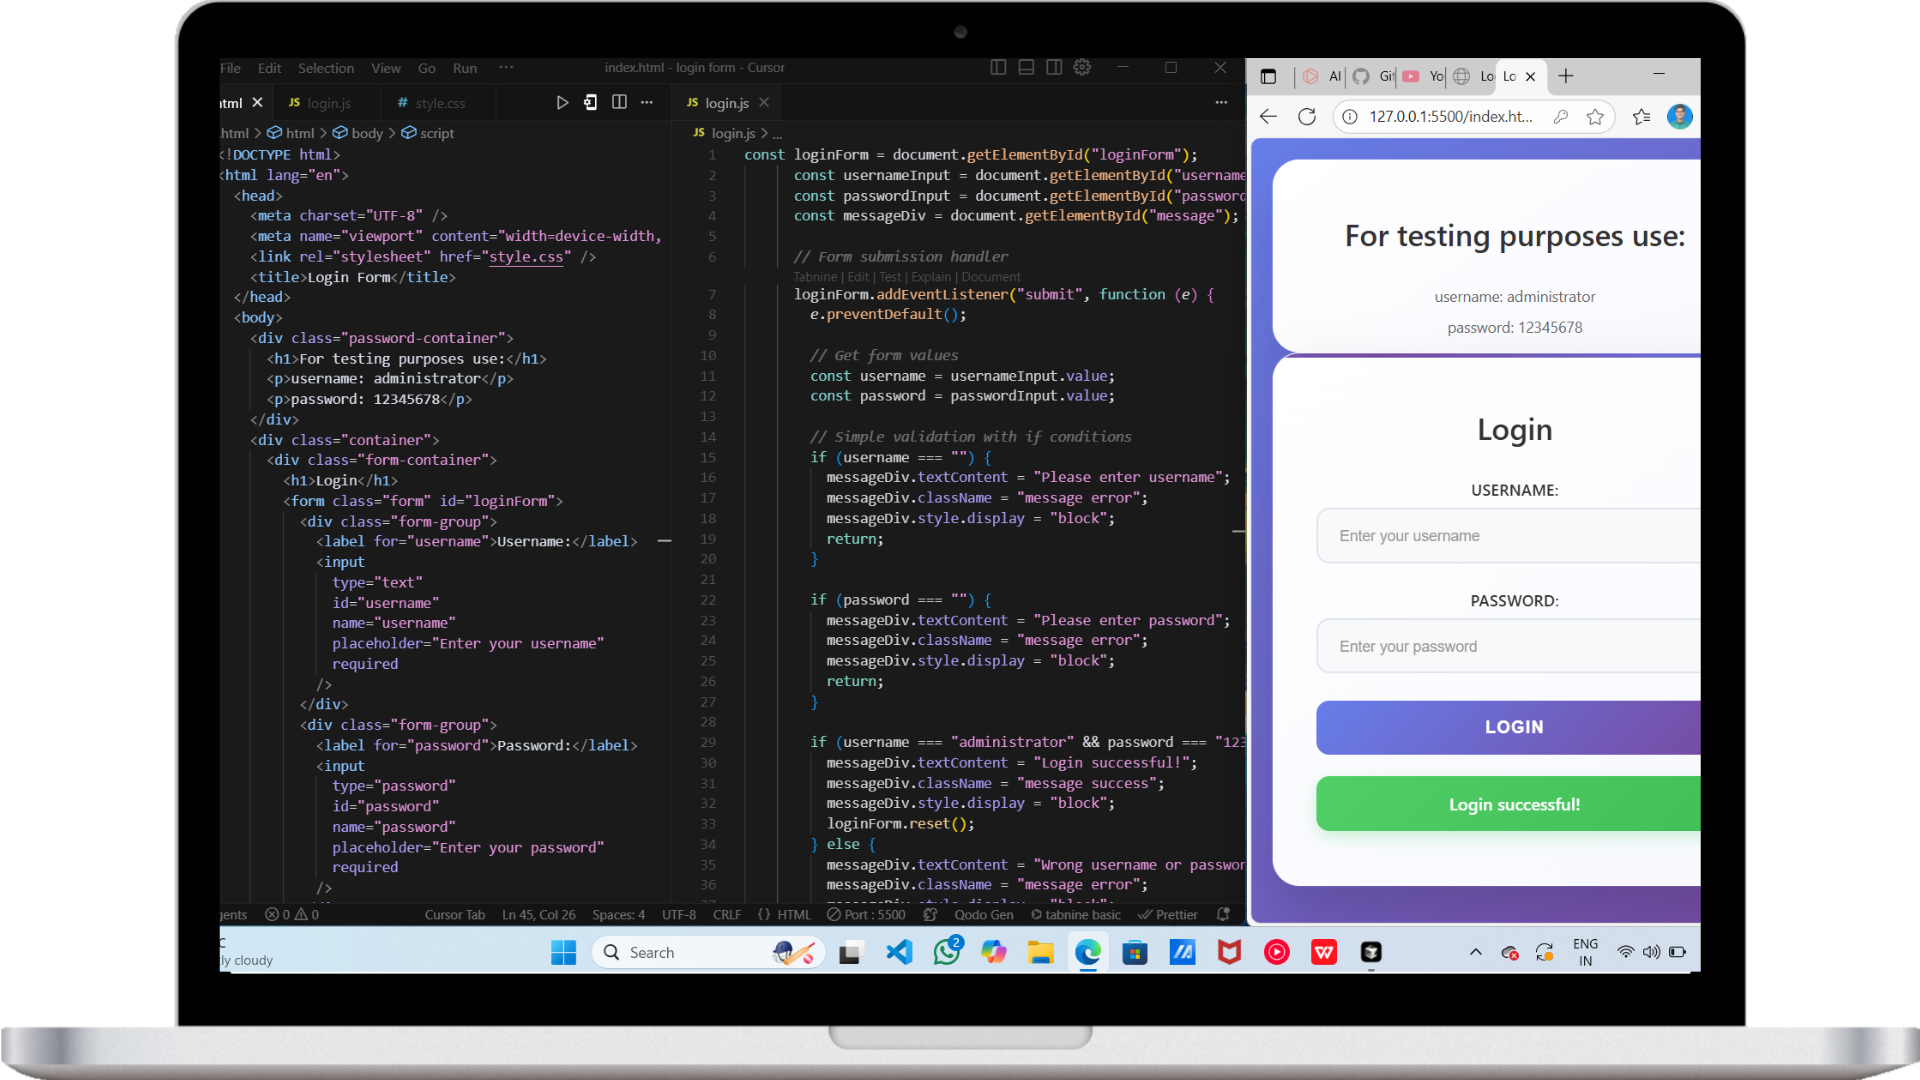 File Edit Selection View Go Run ···
index.html - login form - Cursor
html
JS login.js
# style.css
JS login.js
html > html > body > script
JS login.js > ...
<!DOCTYPE html>
<html lang="en">
<head>
<meta charset="UTF-8" />
<meta name="viewport" content="width=device-width,
<link rel="stylesheet" href="style.css" />
<title>Login Form</title>
</head>
<body>
<div class="password-container">
<h1>For testing purposes use:</h1>
<p>username: administrator</p>
<p>password: 12345678</p>
</div>
<div class="container">
<div class="form-container">
<h1>Login</h1>
<form class="form" id="loginForm">
<div class="form-group">
<label for="username">Username:</label>
<input
type="text"
id="username"
name="username"
placeholder="Enter your username"
required
/>
</div>
<div class="form-group">
<label for="password">Password:</label>
<input
type="password"
id="password"
name="password"
placeholder="Enter your password"
required
/>
1 const loginForm = document.getElementById("loginForm");
2 const usernameInput = document.getElementById("username
3 const passwordInput = document.getElementById("password
4 const messageDiv = document.getElementById("message");
5
6 // Form submission handler
Tabnine | Edit | Test | Explain | Document
7 loginForm.addEventListener("submit", function (e) {
8 e.preventDefault();
9
10 // Get form values
11 const username = usernameInput.value;
12 const password = passwordInput.value;
13
14 // Simple validation with if conditions
15 if (username === "") {
16 messageDiv.textContent = "Please enter username";
17 messageDiv.className = "message error";
18 messageDiv.style.display = "block";
19 return;
20 }
21
22 if (password === "") {
23 messageDiv.textContent = "Please enter password";
24 messageDiv.className = "message error";
25 messageDiv.style.display = "block";
26 return;
27 }
28
29 if (username === "administrator" && password === "123
30 messageDiv.textContent = "Login successful!";
31 messageDiv.className = "message success";
32 messageDiv.style.display = "block";
33 loginForm.reset();
34 } else {
35 messageDiv.textContent = "Wrong username or passwor
36 messageDiv.className = "message error";
gents 0 0 Cursor Tab Ln 45, Col 26 Spaces: 4 UTF-8 CRLF {} HTML Port : 5500 Qodo Gen tabnine basic Prettier
AI Git Yo Lo Lo
127.0.0.1:5500/index.ht...
For testing purposes use:
username: administrator
password: 12345678
Login
USERNAME:
Enter your username
PASSWORD:
Enter your password
LOGIN
Login successful!
C
ly cloudy
Search
2
ENG
IN